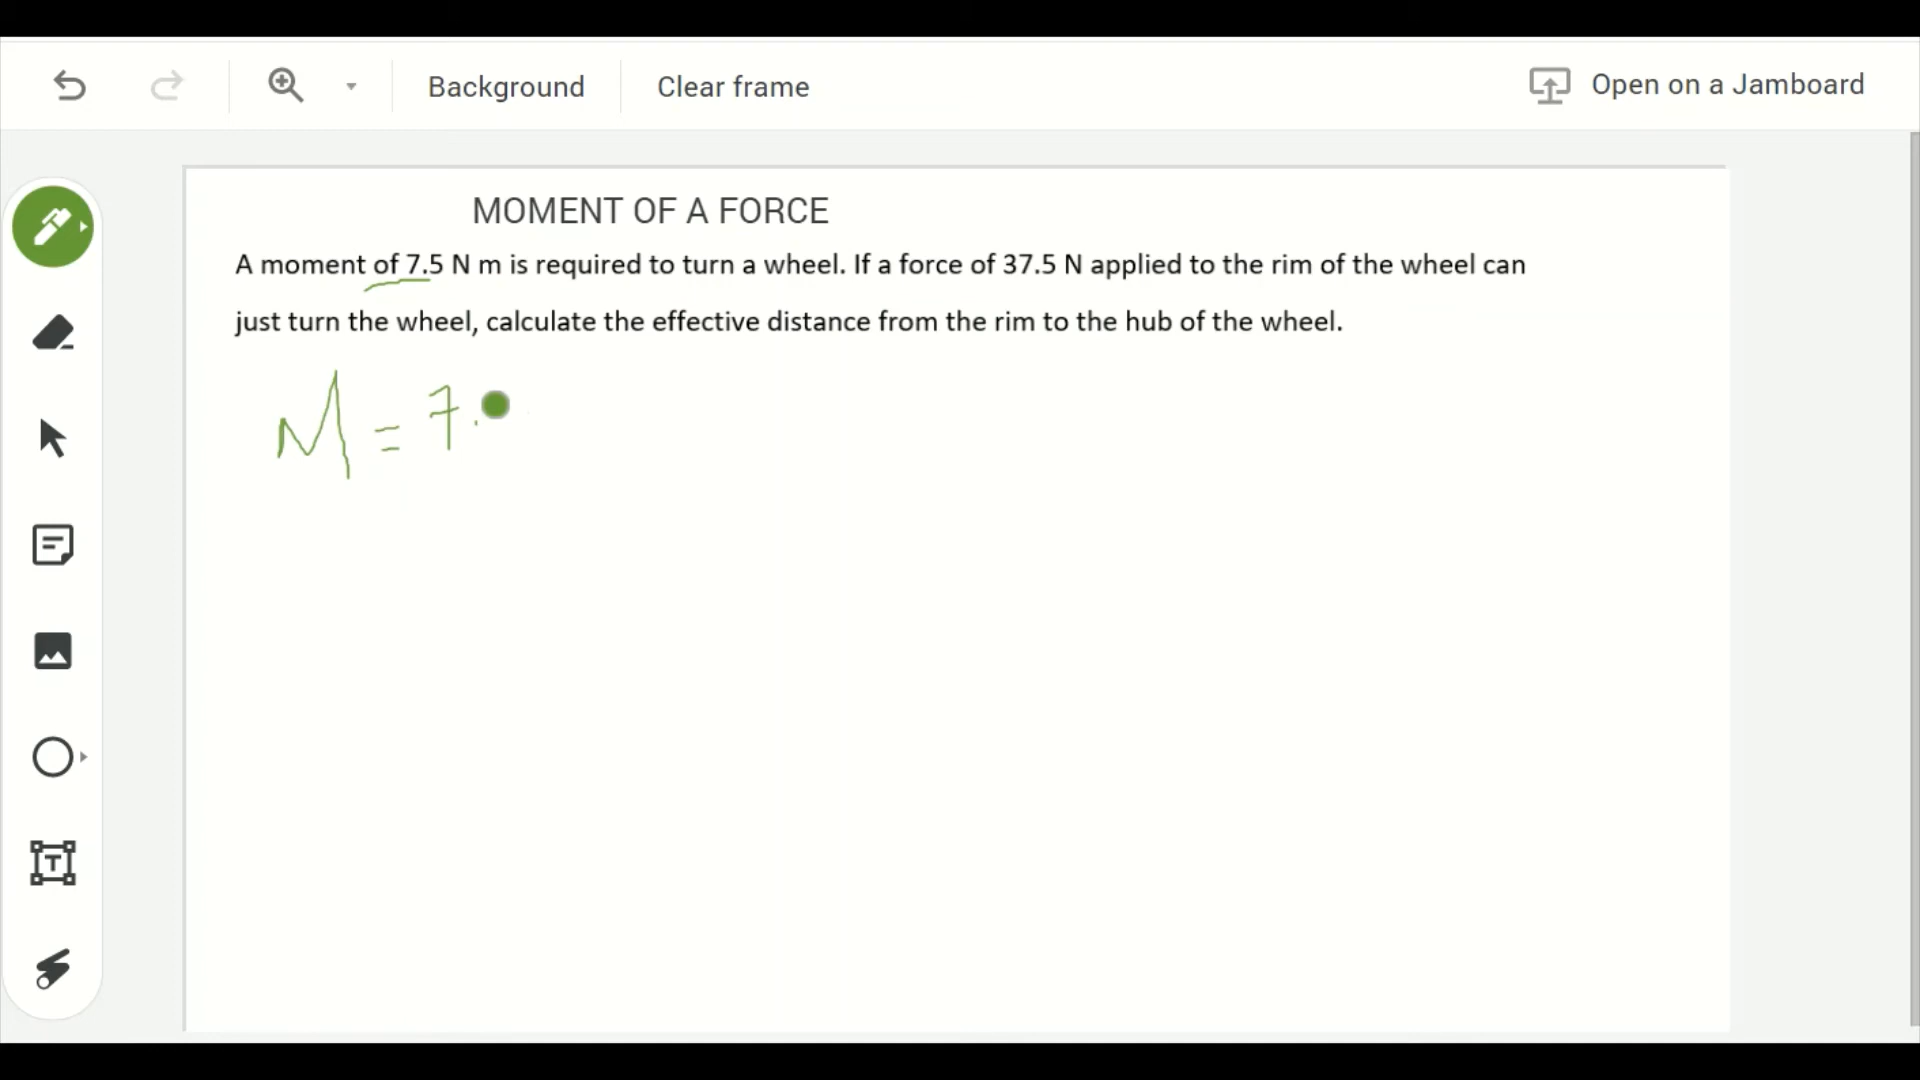 Background
Clear frame
Open on a Jamboard
MOMENT OF A FORCE
A moment of 7.5 N m is required to turn a wheel. If a force of 37.5 N applied to the rim of the wheel can
just turn the wheel, calculate the effective distance from the rim to the hub of the wheel.
M = 7.